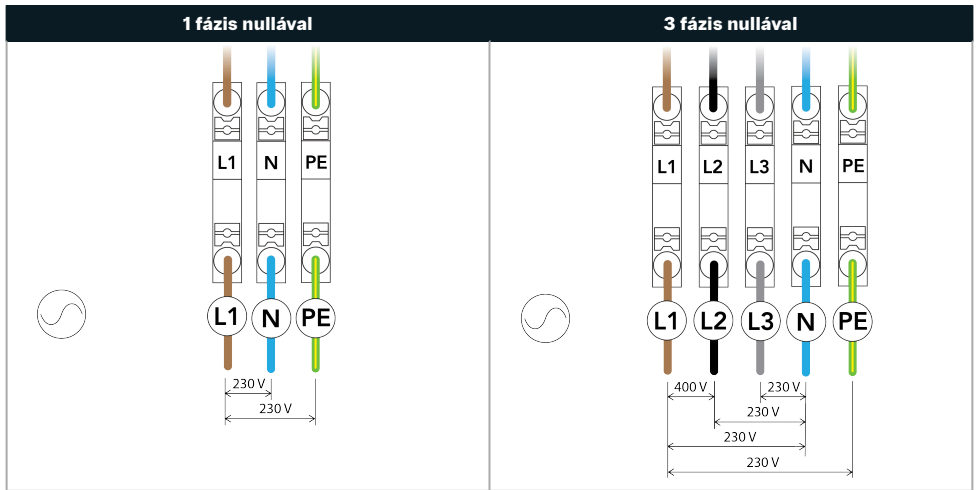 1 fázis nullával
L1 N PE
L1 N PE
230 V
230 V
3 fázis nullával
L1 L2 L3 N PE
L1 L2 L3 N PE
400 V 230 V
230 V
230 V
230 V